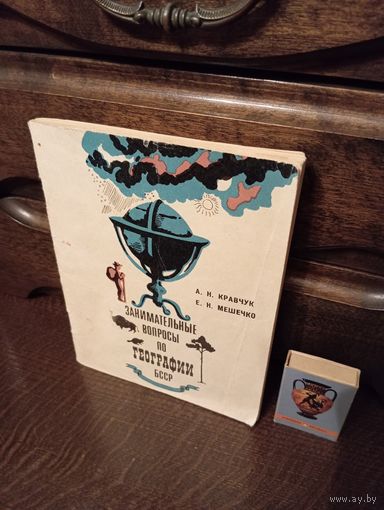 А. Н. КРАВЧУК
Е. Н. МЕШЕЧКО
ЗАНИМАТЕЛЬНЫЕ
ВОПРОСЫ
ПО
ГЕОГРАФИИ
БССР
www.ay.by